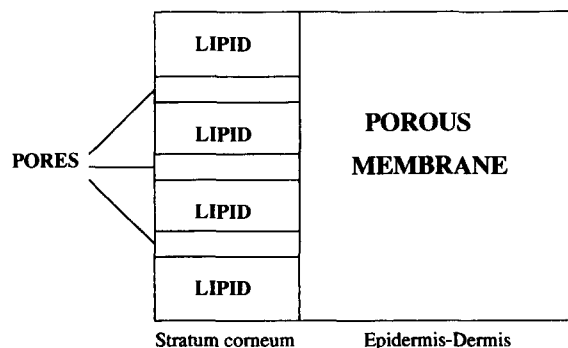 LIPID
LIPID
POROUS
PORES
MEMBRANE
LIPID
LIPID
Stratum corneum
Epidermis-Dermis